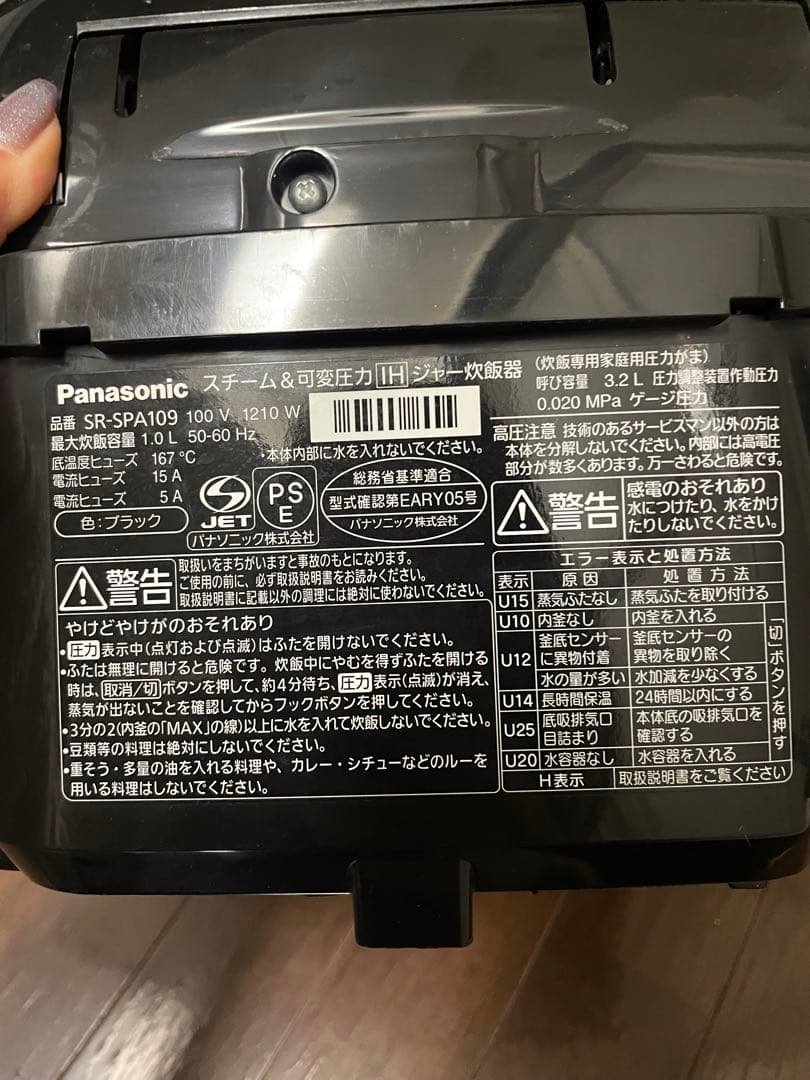 Panasonic スチーム&可変圧力IHジャー炊飯器
(炊飯専用家庭用圧力がま)
呼び容量 3.2 L 圧力調整装置作動圧力
0.020 MPa ゲージ圧力
品番 SR-SPA109 100 V 1210 W
最大炊飯容量 1.0 L 50-60 Hz
・本体内部に水を入れないでください。
底温度ヒューズ 167 ℃
電流ヒューズ 15 A
電流ヒューズ 5 A
色:ブラック
JET
PS
E
パナソニック株式会社
総務省基準適合
型式確認第EARY05号
パナソニック株式会社
高圧注意 技術のあるサービスマン以外の方は
本体を分解しないでください。内部には高電圧
部分が数多くあります。万一さわると危険です。
警告
感電のおそれあり
水につけたり、水をかけ
たりしないでください。
警告
取扱いをまちがいますと事故のもとになります。
ご使用の前に、必ず取扱説明書をお読みください。
取扱説明書に記載以外の調理には絶対に使わないでください。
やけどやけがのおそれあり
・圧力表示中(点灯および点滅)はふたを開けないでください。
・ふたは無理に開けると危険です。炊飯中にやむを得ずふたを開ける
時は、取消/切ボタンを押して、約4分待ち、圧力表示(点滅)が消え、
蒸気が出ないことを確認してからフックボタンを押してください。
・3分の2(内釜の「MAX」の線)以上に水を入れて炊飯しないでください。
・豆類等の料理は絶対にしないでください。
・重そう・多量の油を入れる料理や、カレー・シチューなどのルーを
用いる料理はしないでください。
エラー表示と処置方法
表示 原因 処置方法
U15 蒸気ふたなし 蒸気ふたを取り付ける
U10 内釜なし 内釜を入れる
U12 釜底センサーに異物付着 釜底センサーの異物を取り除く
水の量が多い 水加減を少なくする
U14 長時間保温 24時間以内にする
U25 底吸排気口目詰まり 本体底の吸排気口を確認する
U20 水容器なし 水容器を入れる
「切」ボタンを押す
H表示 取扱説明書をご覧ください